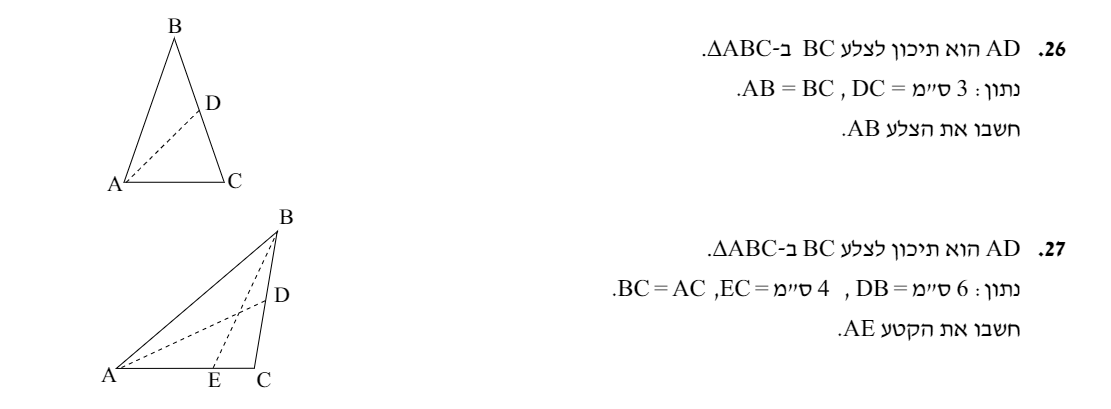 26. AD הוא תיכון לצלע BC ב-ΔABC.
נתון: 3 ס״מ = AB = BC , DC.
חשבו את הצלע AB.
B
D
A
C
27. AD הוא תיכון לצלע BC ב-ΔABC.
נתון: 6 ס״מ = DB , 4 ס״מ = EC, BC = AC.
חשבו את הקטע AE.
B
D
A
E
C